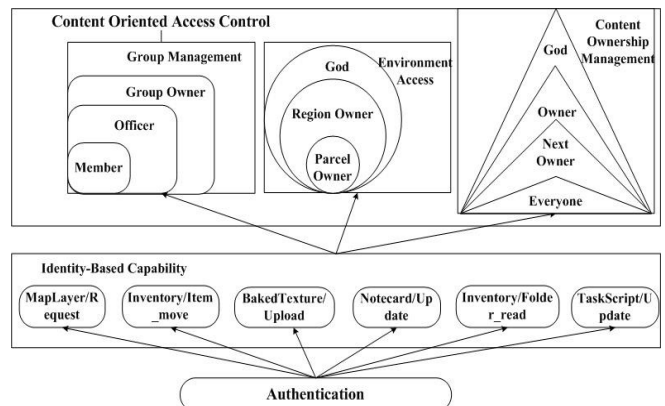 Content Oriented Access Control
Group Management
Group Owner
Officer
Member
God
Environment
Access
Region Owner
Parcel
Owner
Content
Ownership
Management
God
Owner
Next
Owner
Everyone
Identity-Based Capability
MapLayer/R
equest
Inventory/Item
_move
BakedTexture/
Upload
Notecard/Up
date
Inventory/Folde
r_read
TaskScript/U
pdate
Authentication